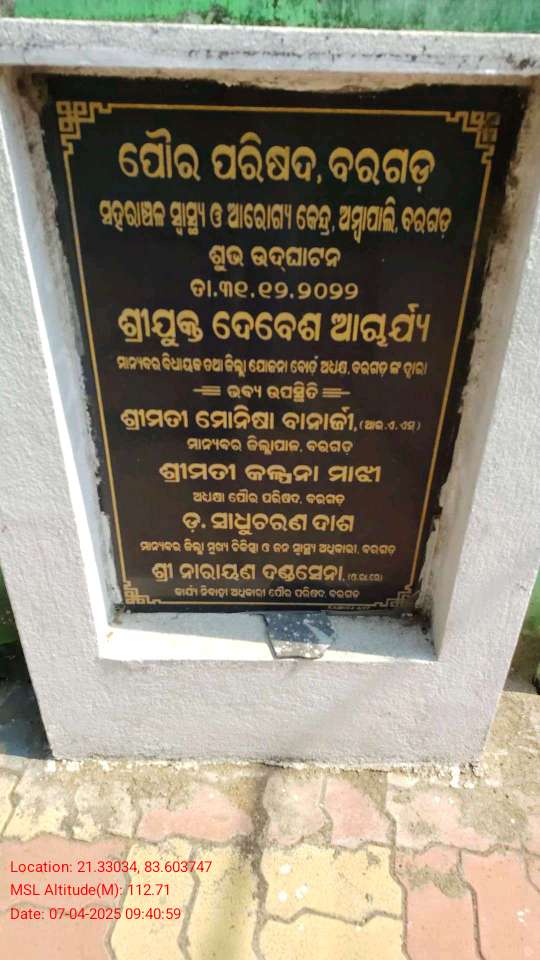 ପୌର ପରିଷଦ, ବରଗଡ଼
ସହରାଞ୍ଚଳ ସ୍ୱାସ୍ଥ୍ୟ ଓ ଆରୋଗ୍ୟ କେନ୍ଦ୍ର, ଅମ୍ବାପାଲି, ବରଗଡ଼
ଶୁଭ ଉଦ୍‌ଘାଟନ
ତା.୩୧.୧୨.୨୦୨୨
ଶ୍ରୀଯୁକ୍ତ ଦେବେଶ ଆଚାର୍ଯ୍ୟ
ମାନ୍ୟବର ବିଧାୟକ ତଥା ଜିଲ୍ଲା ଯୋଜନା ବୋର୍ଡ ଅଧ୍ୟକ୍ଷ, ବରଗଡ଼ ଙ୍କ ଦ୍ୱାରା
ଭବ୍ୟ ଉପସ୍ଥିତି
ଶ୍ରୀମତୀ ମୋନିଷା ବାନାର୍ଜୀ, (ଆଇ.ଏ.ଏସ୍)
ମାନ୍ୟବର ଜିଲ୍ଲାପାଳ, ବରଗଡ଼
ଶ୍ରୀମତୀ କଳ୍ପନା ମାଝୀ
ଅଧ୍ୟକ୍ଷା ପୌର ପରିଷଦ, ବରଗଡ଼
ଡ଼. ସାଧୁଚରଣ ଦାଶ
ମାନ୍ୟବର ଜିଲ୍ଲା ମୁଖ୍ୟ ଚିକିତ୍ସା ଓ ଜନ ସ୍ୱାସ୍ଥ୍ୟ ଅଧିକାରୀ, ବରଗଡ଼
ଶ୍ରୀ ନାରାୟଣ ଦଣ୍ଡସେନା,
କାର୍ଯ୍ୟ ନିର୍ବାହୀ ଅଧିକାରୀ ପୌର ପରିଷଦ, ବରଗଡ଼
Location: 21.33034, 83.603747
MSL Altitude(M): 112.71
Date: 07-04-2025 09:40:59